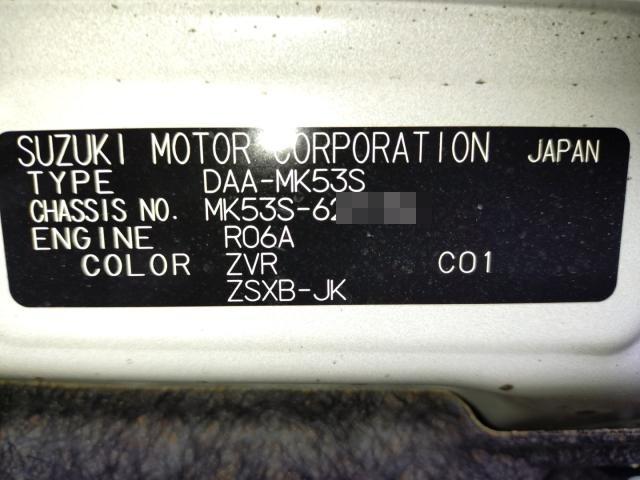 SUZUKI MOTOR CORPORATION JAPAN
TYPE DAA-MK53S
CHASSIS NO. MK53S-62
ENGINE R06A
COLOR ZVR C01
ZSXB-JK